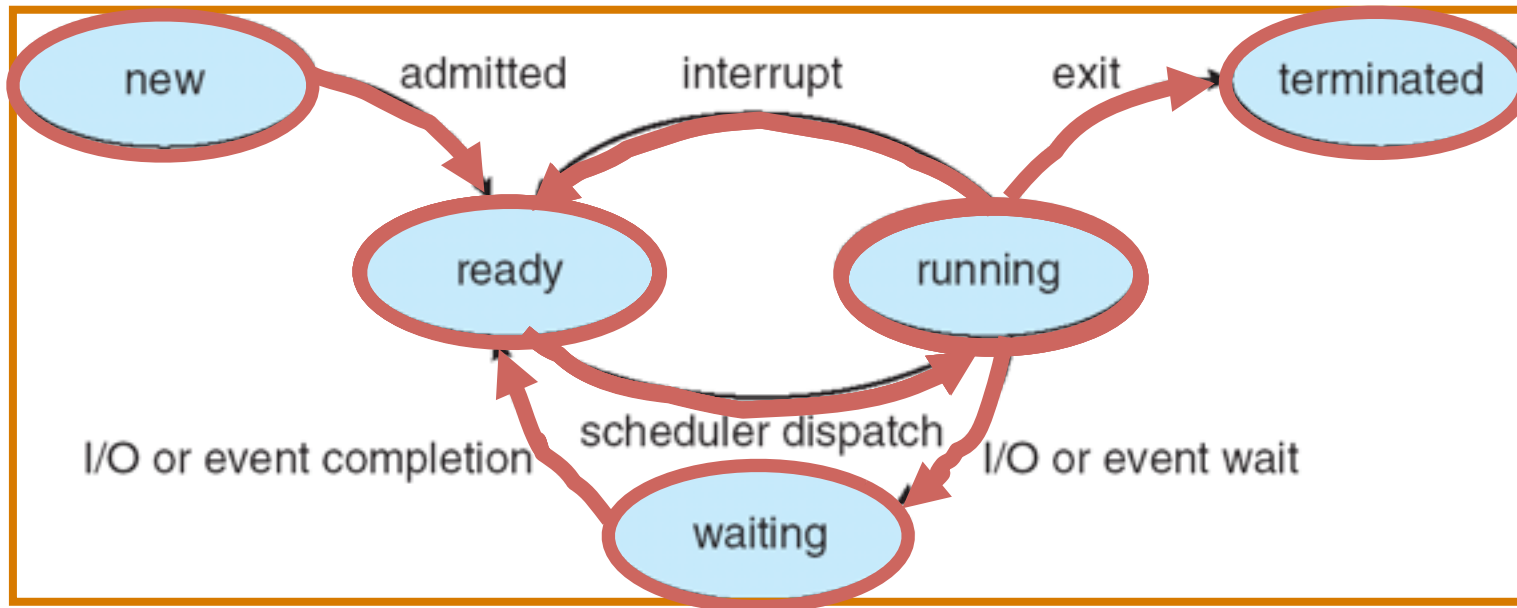 new
admitted
interrupt
exit
terminated
ready
running
scheduler dispatch
I/O or event completion
I/O or event wait
waiting